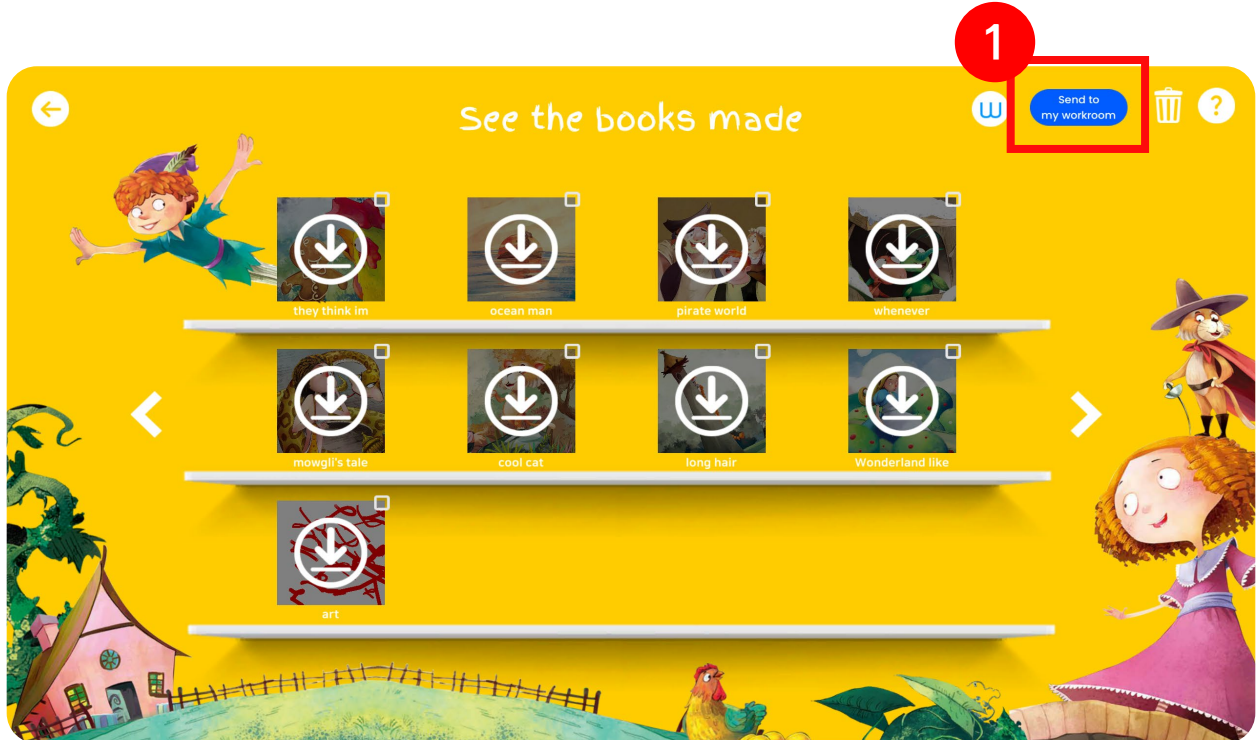 1
See the books made
W
Send to
my workroom
?
they think im
ocean man
pirate world
whenever
mowgli's tale
cool cat
long hair
Wonderland like
art